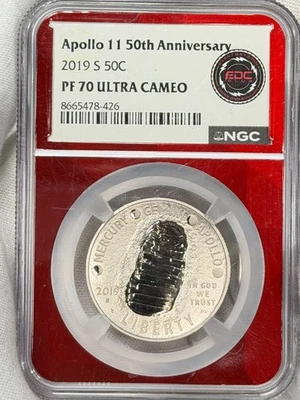 Apollo 11 50th Anniversary
2019 S 50C
PF 70 ULTRA CAMEO
8665478-426
EDC
NGC
MERCURY GEMINI APOLLO
2019
S
IN GOD
WE
TRUST
LIBERTY